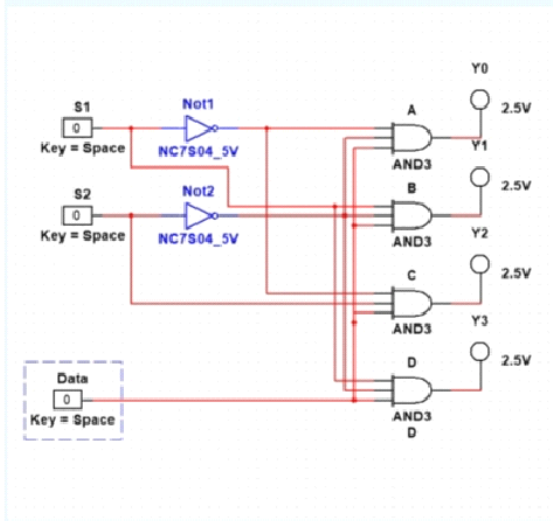 Y0
S1
Not1
A
2.5V
0
Key = Space
NC7S04_5V
AND3
Y1
S2
Not2
B
2.5V
0
Key = Space
NC7S04_5V
AND3
Y2
C
2.5V
AND3
Y3
Data
D
2.5V
0
Key = Space
AND3
D